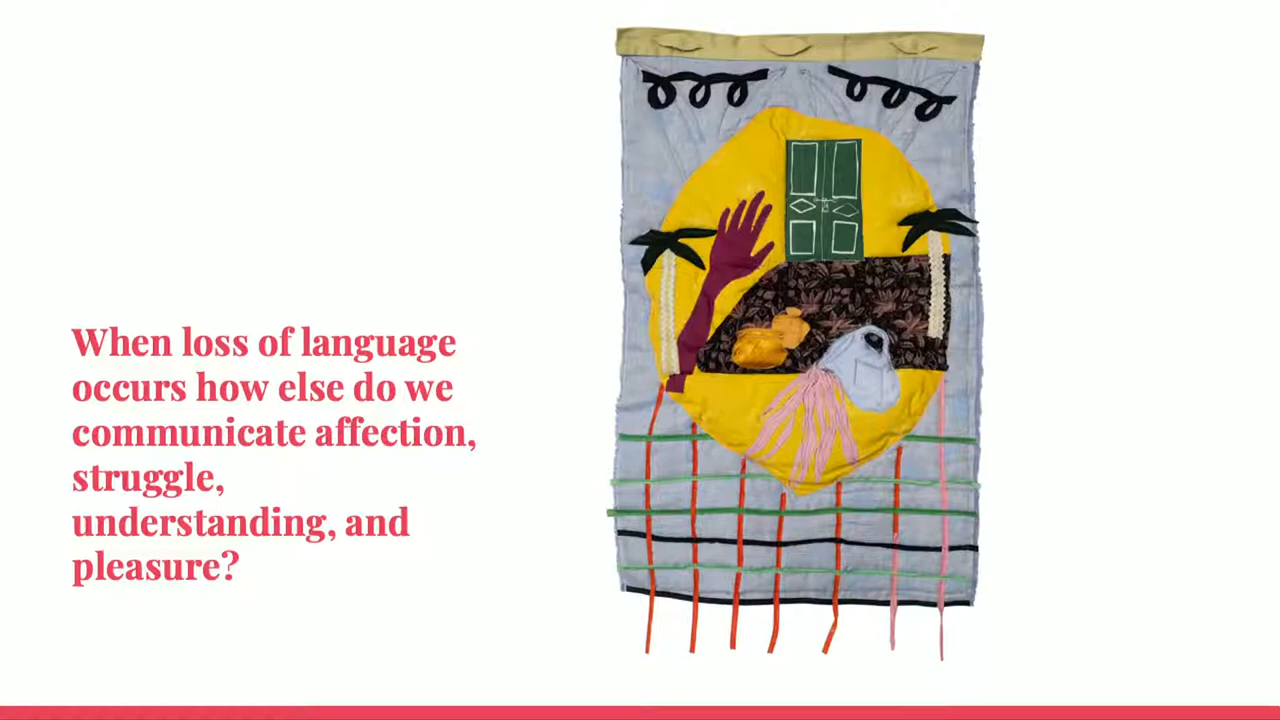 When loss of language
occurs how else do we
communicate affection,
struggle,
understanding, and
pleasure?